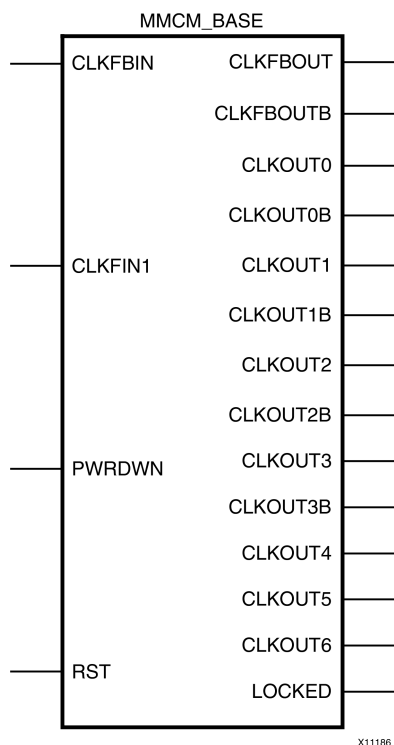 MMCM_BASE
CLKFBIN
CLKFBOUT
CLKFBOUTB
CLKOUT0
CLKOUT0B
CLKFIN1
CLKOUT1
CLKOUT1B
CLKOUT2
CLKOUT2B
PWRDWN
CLKOUT3
CLKOUT3B
CLKOUT4
CLKOUT5
CLKOUT6
RST
LOCKED
X11186